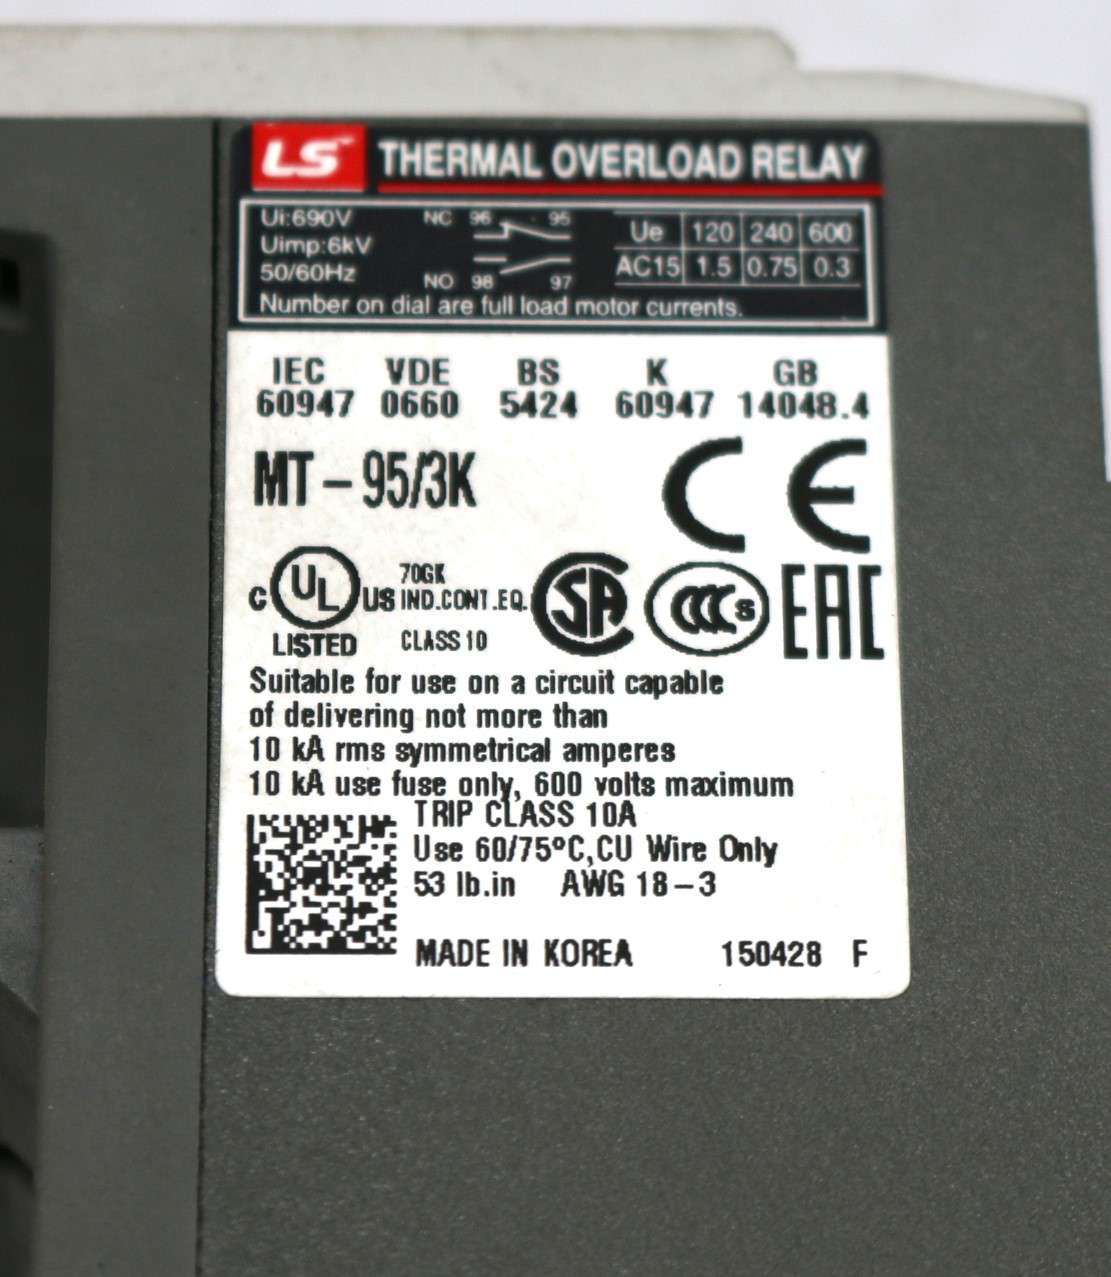 LS THERMAL OVERLOAD RELAY
Ui:690V NC 96 95 Ue 120 240 600
Uimp:6kV
50/60Hz NO 98 97 AC15 1.5 0.75 0.3
Number on dial are full load motor currents.
IEC VDE BS K GB
60947 0660 5424 60947 14048.4
MT-95/3K CE
C UL US LISTED 70GK IND.CONT.EQ. CLASS 10 SA CCC S EAC
Suitable for use on a circuit capable
of delivering not more than
10 kA rms symmetrical amperes
10 kA use fuse only, 600 volts maximum
TRIP CLASS 10A
Use 60/75°C,CU Wire Only
53 lb.in AWG 18-3
MADE IN KOREA 150428 F